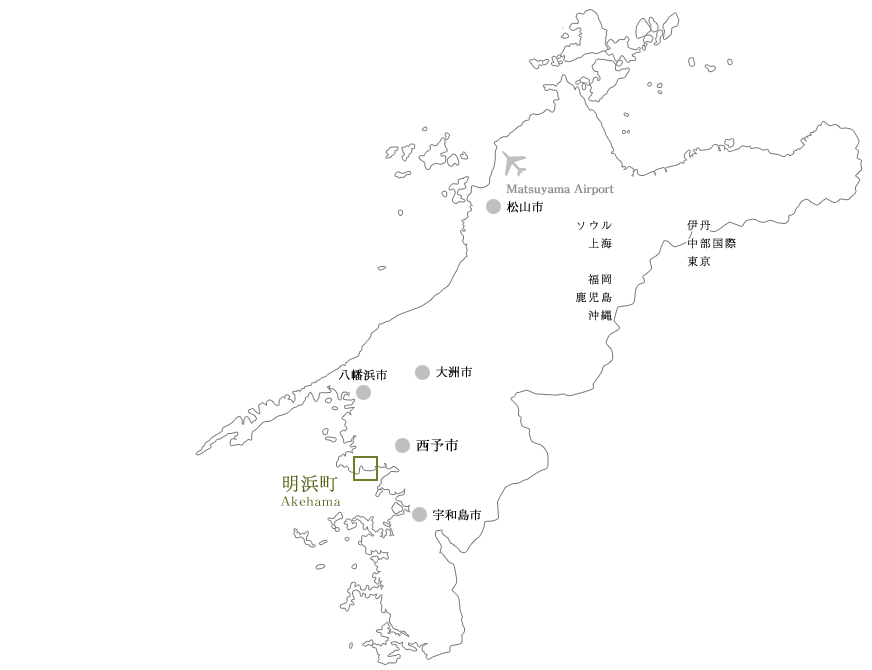 Matsuyama Airport
松山市
ソウル
上海
福岡
鹿児島
沖縄
伊丹
中部国際
東京
八幡浜市
大洲市
西予市
明浜町
Akehama
宇和島市